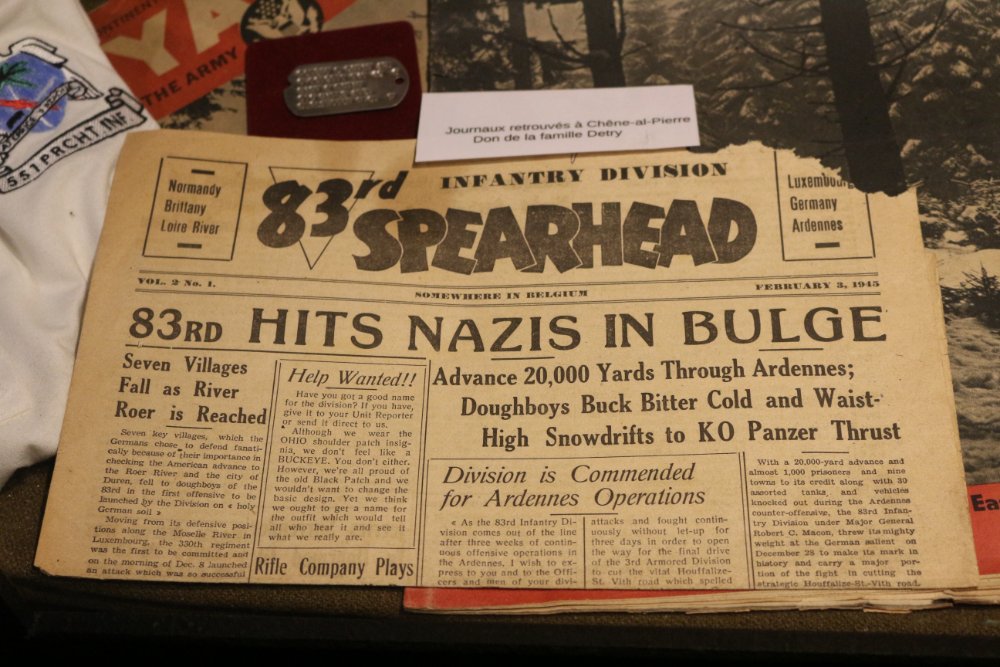 YA
THE ARMY
551 PRCHT. INF.
Journaux retrouvés à Chêne-al-Pierre
Don de la famille Detry
Normandy
Brittany
Loire River
83rd
INFANTRY DIVISION
SPEARHEAD
Germany
Ardennes
VOL. 2 No. 1.
SOMEWHERE IN BELGIUM
FEBRUARY 3, 1945
83RD HITS NAZIS IN BULGE
Seven Villages
Fall as River
Roer is Reached
Seven key villages, which the
Germans chose to defend fanati-
cally because of their importance in
checking the American advance to
the Roer River and the city of
Duren, fell to doughboys of the
83rd in the first offensive to be
launched by the Division on « holy
German soil »
Moving from its defensive posi-
tions along the Moselle River in
Luxembourg, the 330th regiment
was the first to be committed and
on the morning of Dec. 8 launched
an attack which was so successful
Help Wanted!!
Have you got a good name
for the division? If you have,
give it to your Unit Reporter
or send it direct to us.
Although we wear the
OHIO shoulder patch insig-
nia, we don't feel like a
BUCKEYE. You don't either.
However, we're all proud of
the old Black Patch and we
wouldn't want to change the
basic design. Yet we think
we ought to get a name for
the outfit which would tell
all who hear it and see it
what we really are.
Rifle Company Plays
Advance 20,000 Yards Through Ardennes;
Doughboys Buck Bitter Cold and Waist-
High Snowdrifts to KO Panzer Thrust
Division is Commended
for Ardennes Operations
« As the 83rd Infantry Di-
vision comes out of the line
after three weeks of contin-
uous offensive operations in
the Ardennes, I wish to ex-
press to you and to the Offi-
cers and men of your divi-
attacks and fought contin-
uously without let-up for
three days in order to open
the way for the final drive
of the 3rd Armored Division
to cut the vital Houffalize-
St. Vith road which spelled
With a 20,000-yard advance and
almost 1,000 prisoners and nine
towns to its credit along with 30
assorted tanks, and vehicles
knocked out during the Ardennes
counter-offensive, the 83rd Infan-
try Division under Major General
Robert C. Macon, threw its mighty
weight at the German salient on
December 28 to make its mark in
history and carry a major por-
tion of the fight in cutting the
strategic Houffalize-St.-Vith road.